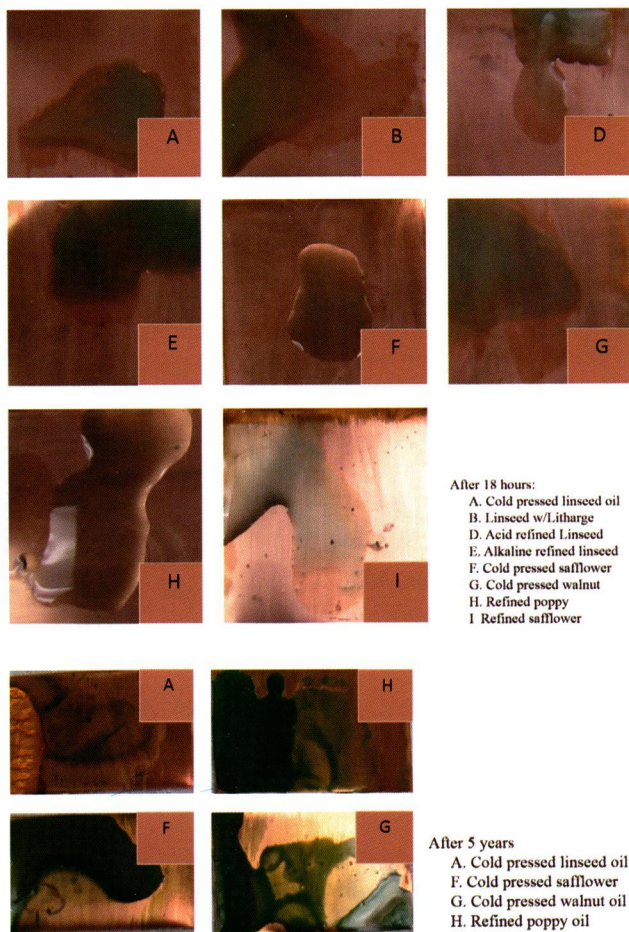 A
B
D
E
F
G
H
I
After 18 hours:
A. Cold pressed linseed oil
B. Linseed w/Litharge
D. Acid refined Linseed
E. Alkaline refined linseed
F. Cold pressed safflower
G. Cold pressed walnut
H. Refined poppy
I Refined safflower
A
H
F
G
After 5 years
A. Cold pressed linseed oil
F. Cold pressed safflower
G. Cold pressed walnut oil
H. Refined poppy oil